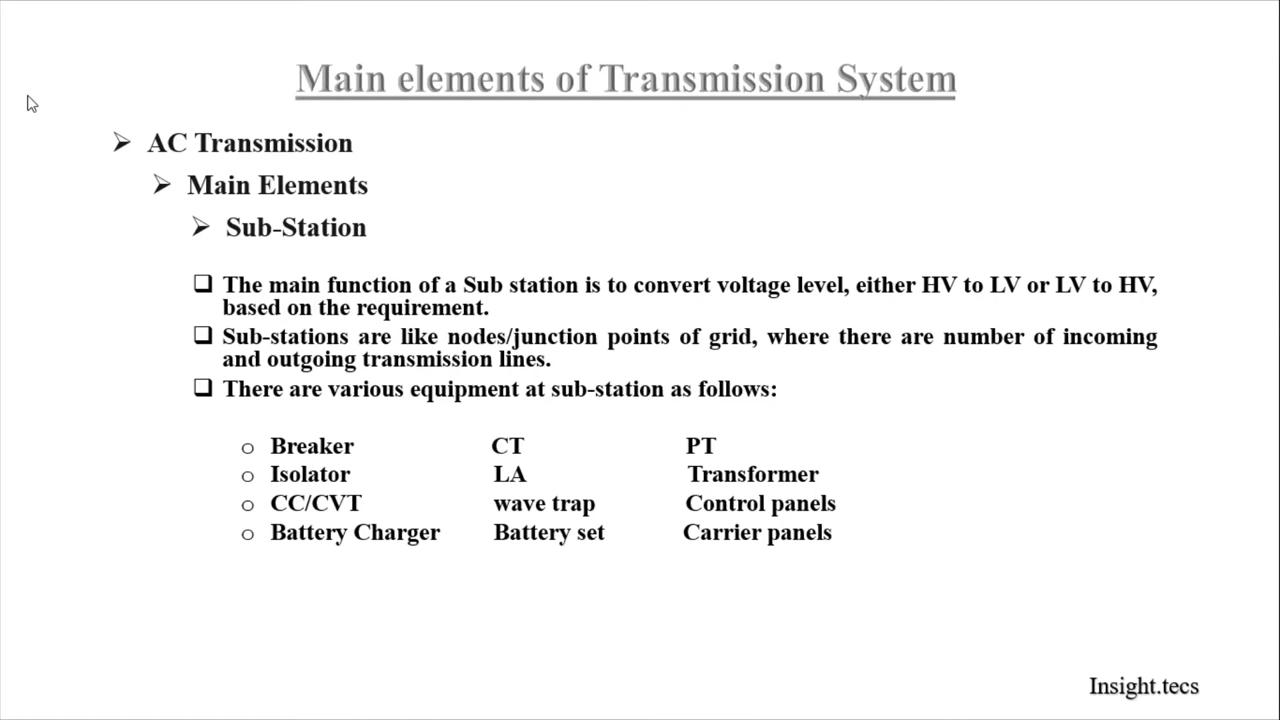 Main elements of Transmission System
AC Transmission
Main Elements
Sub-Station
The main function of a Sub station is to convert voltage level, either HV to LV or LV to HV,
based on the requirement.
Sub-stations are like nodes/junction points of grid, where there are number of incoming
and outgoing transmission lines.
There are various equipment at sub-station as follows:
Breaker CT PT
Isolator LA Transformer
CC/CVT wave trap Control panels
Battery Charger Battery set Carrier panels
Insight.tecs